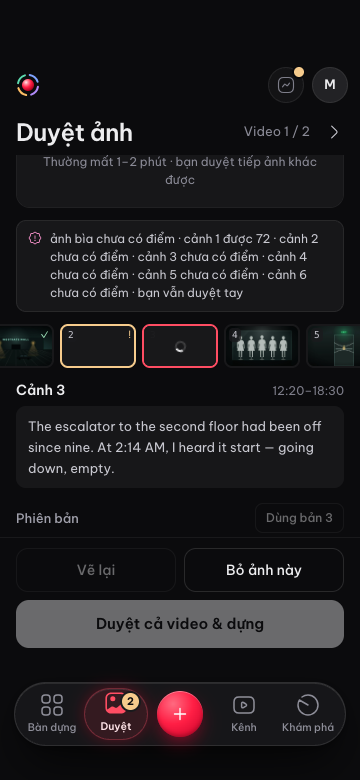 M
Duyệt ảnh
Video 1 / 2
Thường mất 1–2 phút · bạn duyệt tiếp ảnh khác
được
ảnh bìa chưa có điểm · cảnh 1 được 72 · cảnh 2
chưa có điểm · cảnh 3 chưa có điểm · cảnh 4
chưa có điểm · cảnh 5 chưa có điểm · cảnh 6
chưa có điểm · bạn vẫn duyệt tay
2 ! 4 5
Cảnh 3
12:20–18:30
The escalator to the second floor had been off
since nine. At 2:14 AM, I heard it start — going
down, empty.
Phiên bản
Dùng bản 3
Vẽ lại
Bỏ ảnh này
Duyệt cả video & dựng
2
Bàn dựng
Duyệt
Kênh
Khám phá